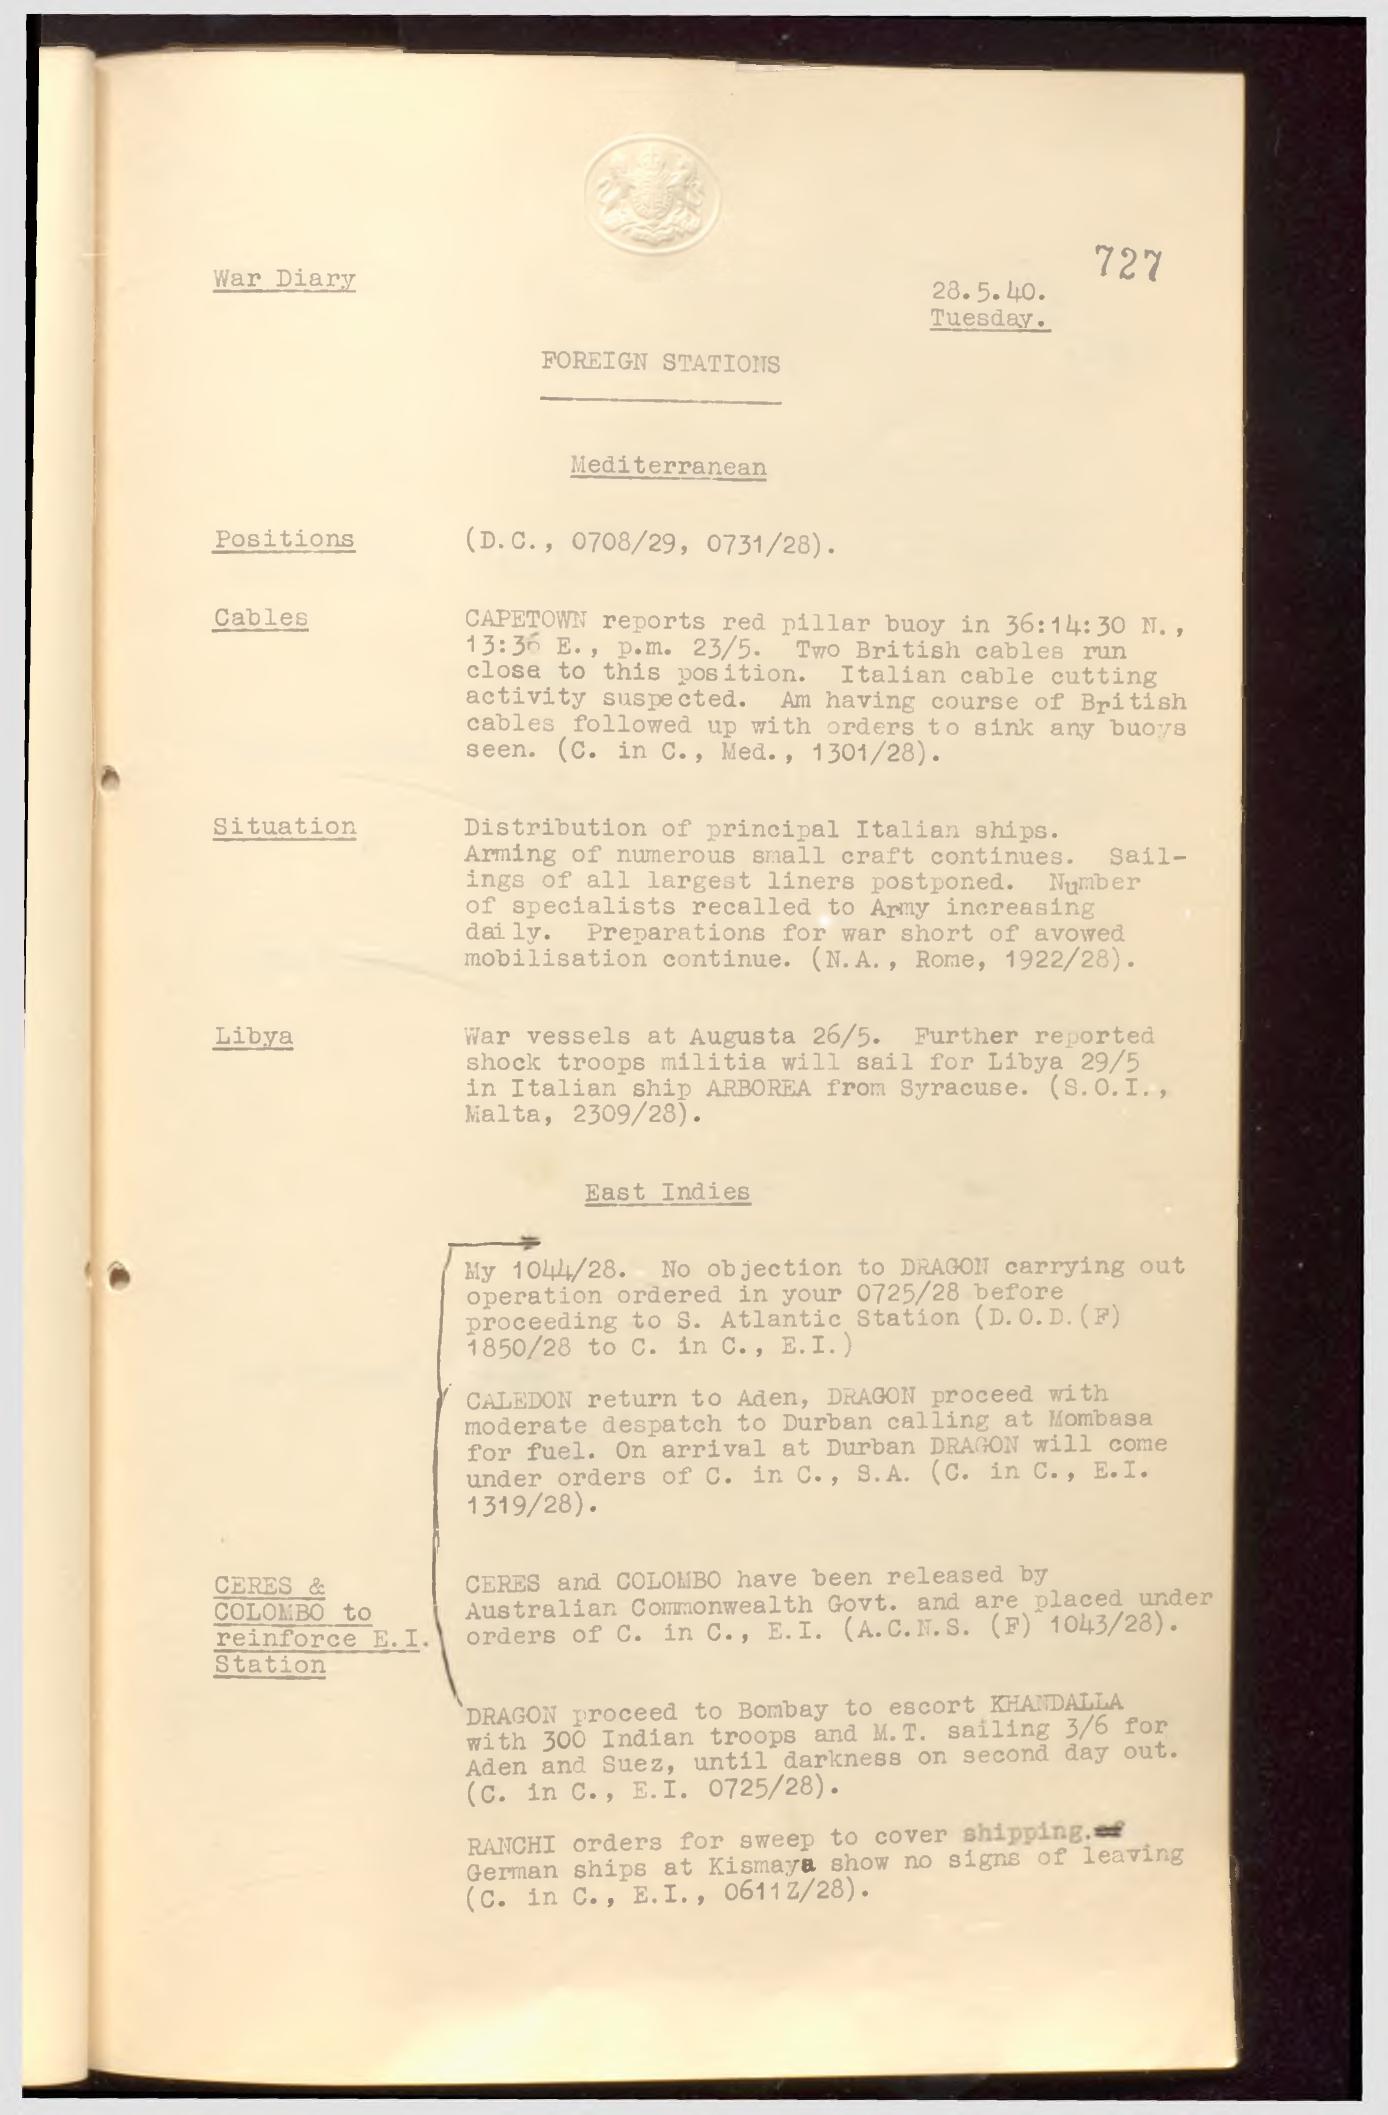 727
War Diary
28.5.40.
Tuesday.
FOREIGN STATIONS
Mediterranean
Positions
(D.C., 0708/29, 0731/28).
Cables
CAPETOWN reports red pillar buoy in 36:14:30 N.,
13:36 E., p.m. 23/5. Two British cables run
close to this position. Italian cable cutting
activity suspected. Am having course of British
cables followed up with orders to sink any buoys
seen. (C. in C., Med., 1301/28).
Situation
Distribution of principal Italian ships.
Arming of numerous small craft continues. Sail-
ings of all largest liners postponed. Number
of specialists recalled to Army increasing
daily. Preparations for war short of avowed
mobilisation continue. (N.A., Rome, 1922/28).
Libya
War vessels at Augusta 26/5. Further reported
shock troops militia will sail for Libya 29/5
in Italian ship ARBOREA from Syracuse. (S.O.I.,
Malta, 2309/28).
East Indies
My 1044/28. No objection to DRAGON carrying out
operation ordered in your 0725/28 before
proceeding to S. Atlantic Station (D.O.D.(F)
1850/28 to C. in C., E.I.)
CALEDON return to Aden, DRAGON proceed with
moderate despatch to Durban calling at Mombasa
for fuel. On arrival at Durban DRAGON will come
under orders of C. in C., S.A. (C. in C., E.I.
1319/28).
CERES &
COLOMBO to
reinforce E.I.
Station
CERES and COLOMBO have been released by
Australian Commonwealth Govt. and are placed under
orders of C. in C., E.I. (A.C.N.S. (F) 1043/28).
DRAGON proceed to Bombay to escort KHANDALLA
with 300 Indian troops and M.T. sailing 3/6 for
Aden and Suez, until darkness on second day out.
(C. in C., E.I. 0725/28).
RANCHI orders for sweep to cover shipping. of
German ships at Kismaya show no signs of leaving
(C. in C., E.I., 0611Z/28).